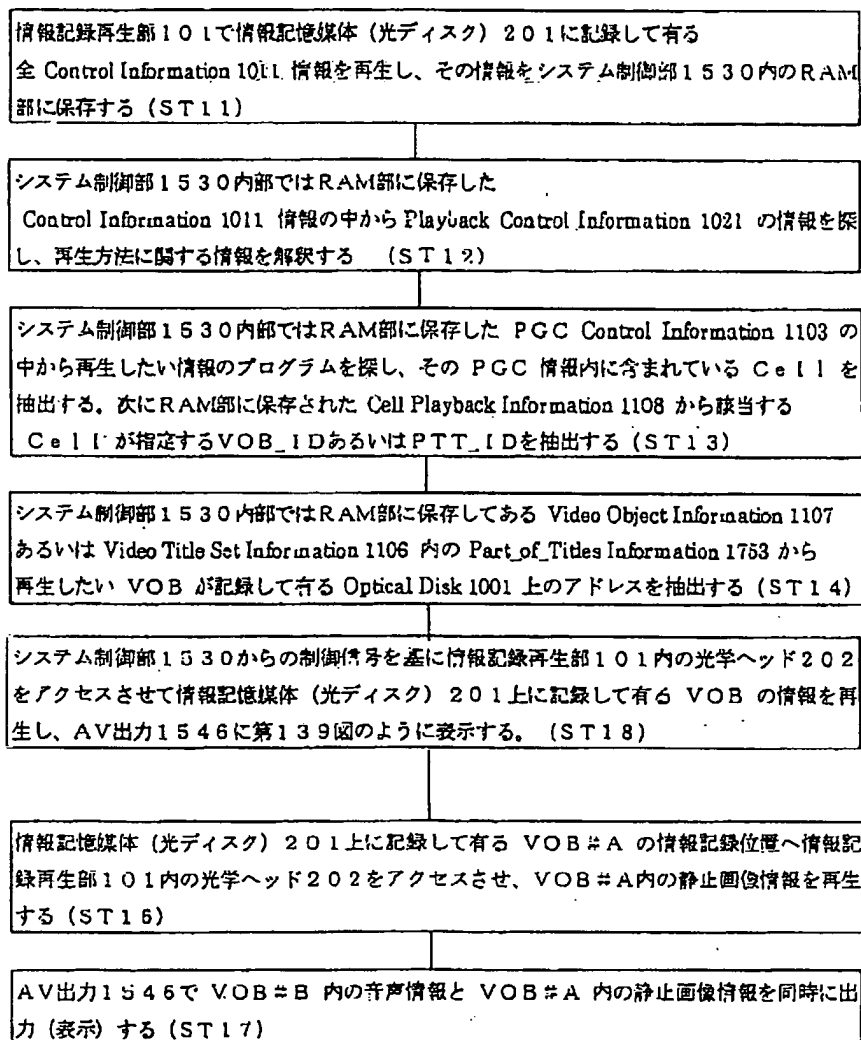 情報記録再生部101で情報記憶媒体(光ディスク)201に記録して有る
全 Control Information 1011 情報を再生し、その情報をシステム制御部1530内のRAM
部に保存する(ST11)
システム制御部1530内部ではRAM部に保存した
Control Information 1011 情報の中から Playback Control Information 1021 の情報を探
し、再生方法に関する情報を解釈する (ST12)
システム制御部1530内部ではRAM部に保存した PGC Control Information 1103 の
中から再生したい情報のプログラムを探し、その PGC 情報内に含まれている Cell を
抽出する。次にRAM部に保存された Cell Playback Information 1108 から該当する
Cell が指定するVOB_IDあるいはPTT_IDを抽出する(ST13)
システム制御部1530内部ではRAM部に保存してある Video Object Information 1107
あるいは Video Title Set Information 1106 内の Part_of_Titles Information 1753 から
再生したい VOB が記録して有る Optical Disk 1001 上のアドレスを抽出する(ST14)
システム制御部1530からの制御信号を基に情報記録再生部101内の光学ヘッド202
をアクセスさせて情報記憶媒体(光ディスク)201上に記録して有る VOB の情報を再
生し、AV出力1546に第139図のように表示する。(ST18)
情報記憶媒体(光ディスク)201上に記録して有る VOB#A の情報記録位置へ情報記
録再生部101内の光学ヘッド202をアクセスさせ、VOB#A内の静止画像情報を再生
する(ST16)
AV出力1546で VOB#B 内の音声情報と VOB#A 内の静止画像情報を同時に出
力(表示)する(ST17)